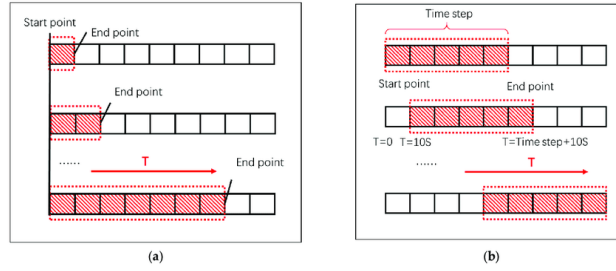 Start point
End point
End point
......
T
End point
(a)
Time step
Start point
End point
T=0 T=10S
T=Time step+10S
......
T
(b)